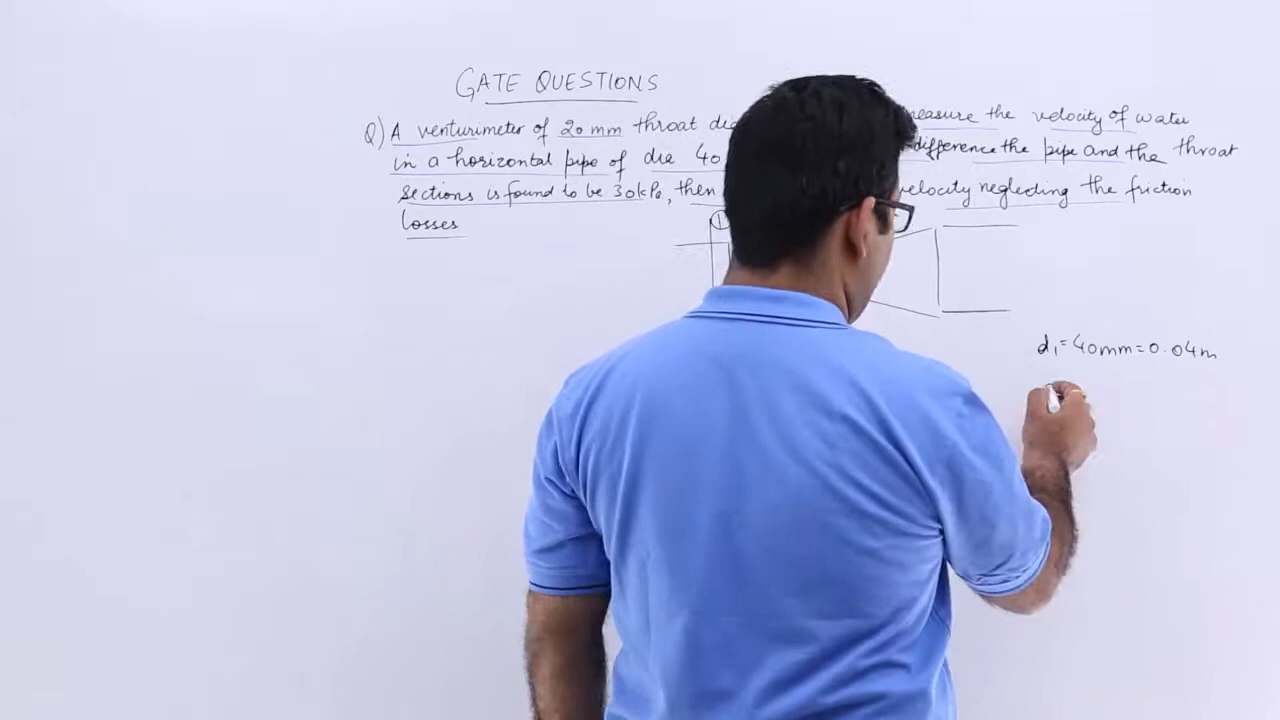 GATE QUESTIONS
Q) A venturimeter of 20 mm throat dia measure the velocity of water
in a horizontal pipe of dia 40 difference the pipe and the throat
sections is found to be 30kPa, then velocity neglecting the friction
losses
1
d₁ = 40mm = 0.04m